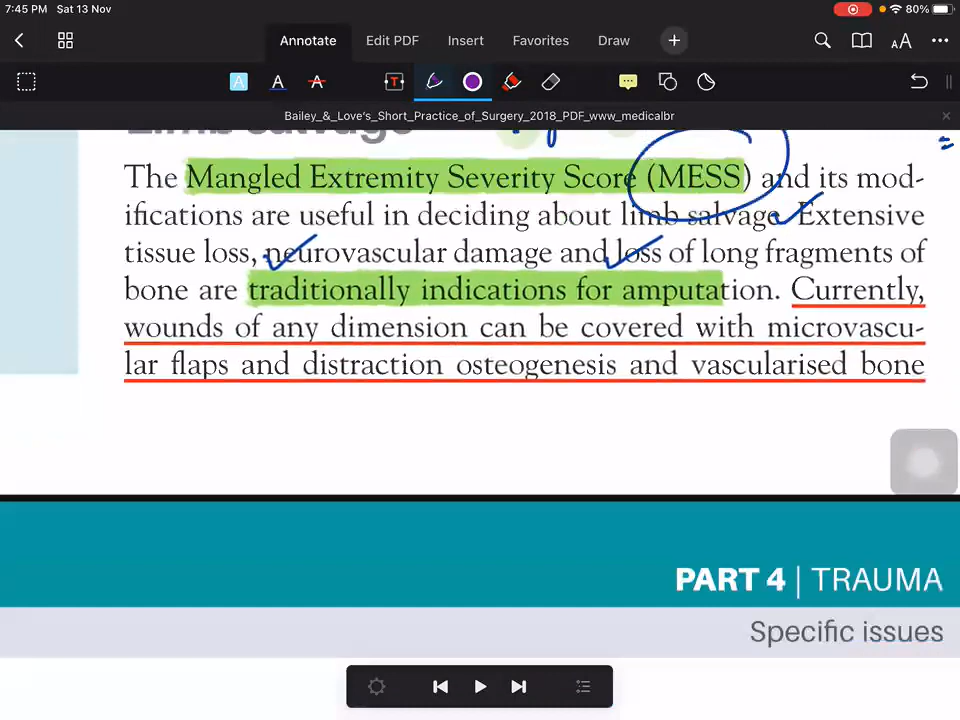 7:45 PM Sat 13 Nov 80%
Annotate Edit PDF Insert Favorites Draw
Bailey_&_Love's_Short_Practice_of_Surgery_2018_PDF_www_medicalbr
Limb salvage
The Mangled Extremity Severity Score (MESS) and its mod-
ifications are useful in deciding about limb salvage. Extensive
tissue loss, neurovascular damage and loss of long fragments of
bone are traditionally indications for amputation. Currently,
wounds of any dimension can be covered with microvascu-
lar flaps and distraction osteogenesis and vascularised bone
PART 4 | TRAUMA
Specific issues